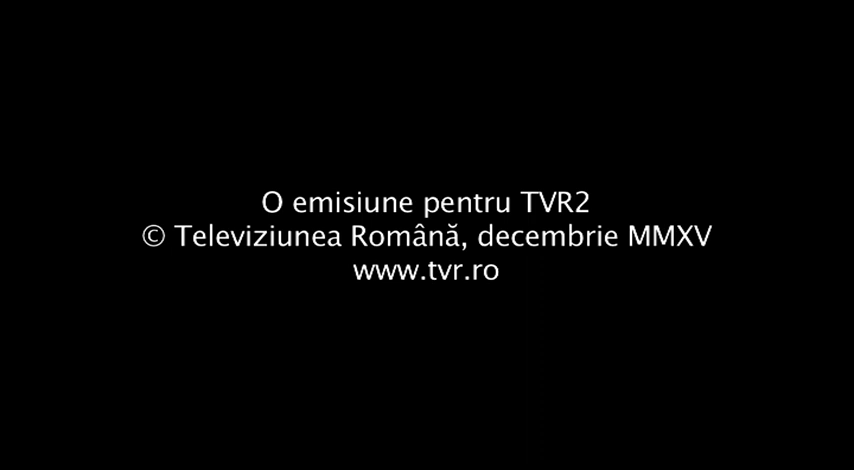 O emisiune pentru TVR2
© Televiziunea Română, decembrie MMXV
www.tvr.ro